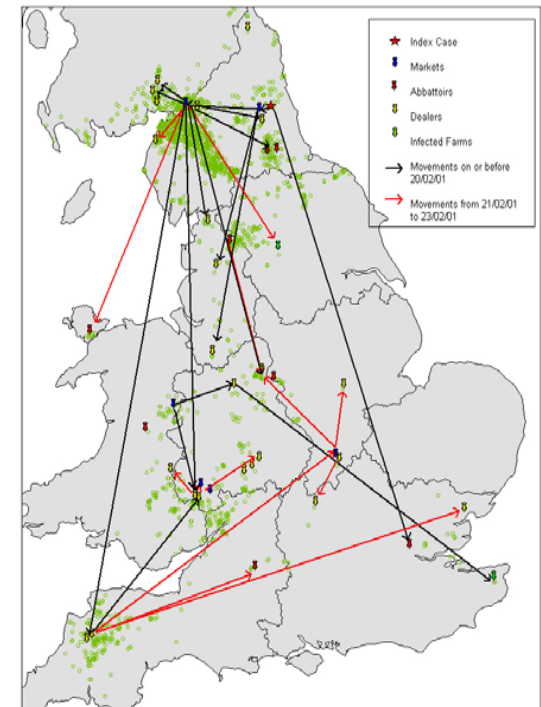 Index Case
Markets
Abbattoirs
Dealers
Infected Farms
Movements on or before
20/02/01
Movements from 21/02/01
to 23/02/01